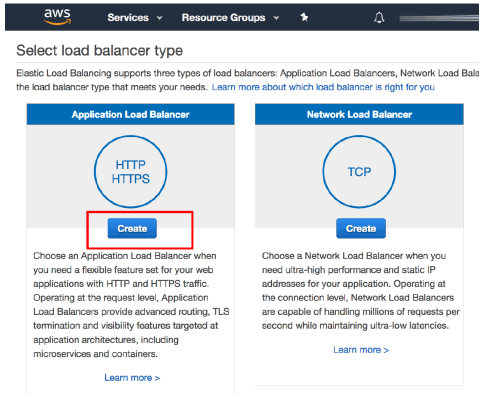 aws Services Resource Groups
Select load balancer type
Elastic Load Balancing supports three types of load balancers: Application Load Balancers, Network Load Bala
the load balancer type that meets your needs. Learn more about which load balancer is right for you
Application Load Balancer
HTTP
HTTPS
Create
Choose an Application Load Balancer when
you need a flexible feature set for your web
applications with HTTP and HTTPS traffic.
Operating at the request level, Application
Load Balancers provide advanced routing, TLS
termination and visibility features targeted at
application architectures, including
microservices and containers.
Learn more >
Network Load Balancer
TCP
Create
Choose a Network Load Balancer when you
need ultra-high performance and static IP
addresses for your application. Operating at
the connection level, Network Load Balancers
are capable of handling millions of requests per
second while maintaining ultra-low latencies.
Learn more >